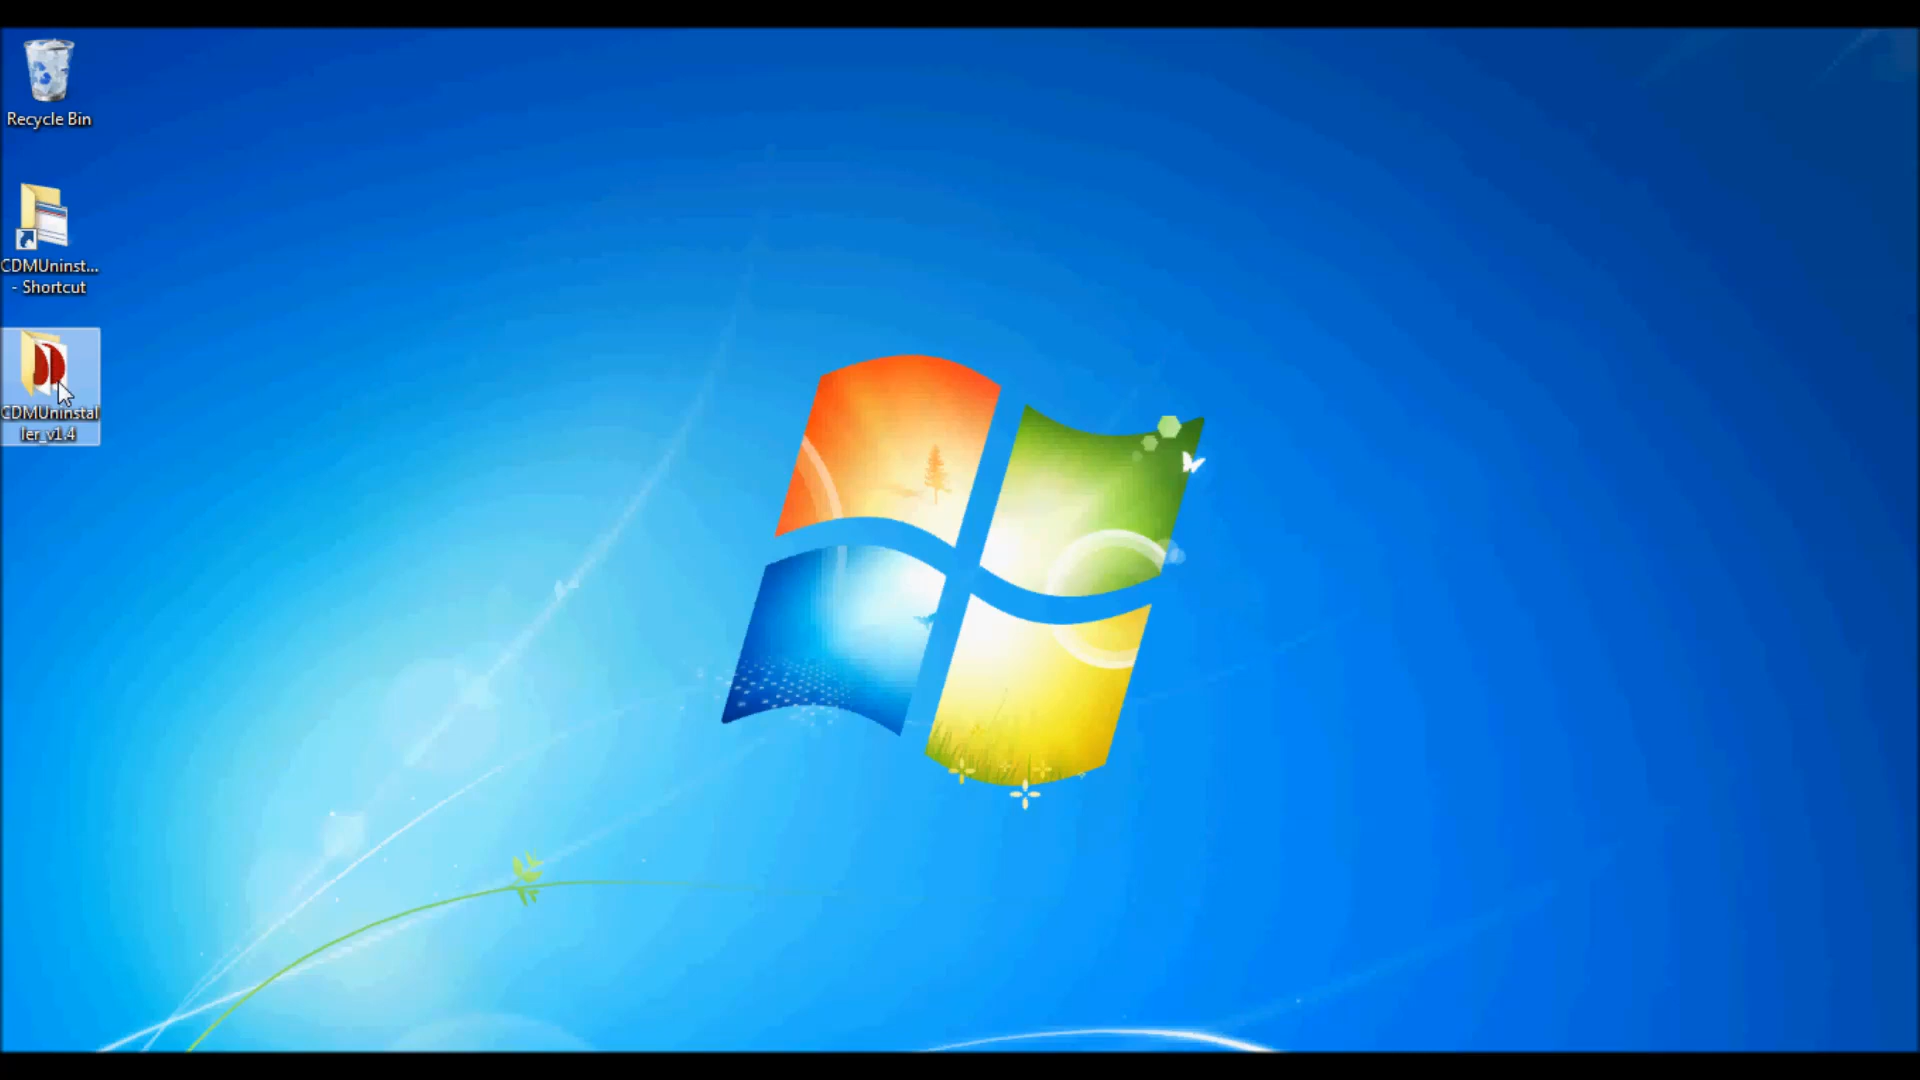 Recycle Bin
CDMUninst...
- Shortcut
CDMUninstal
ler_v1.4